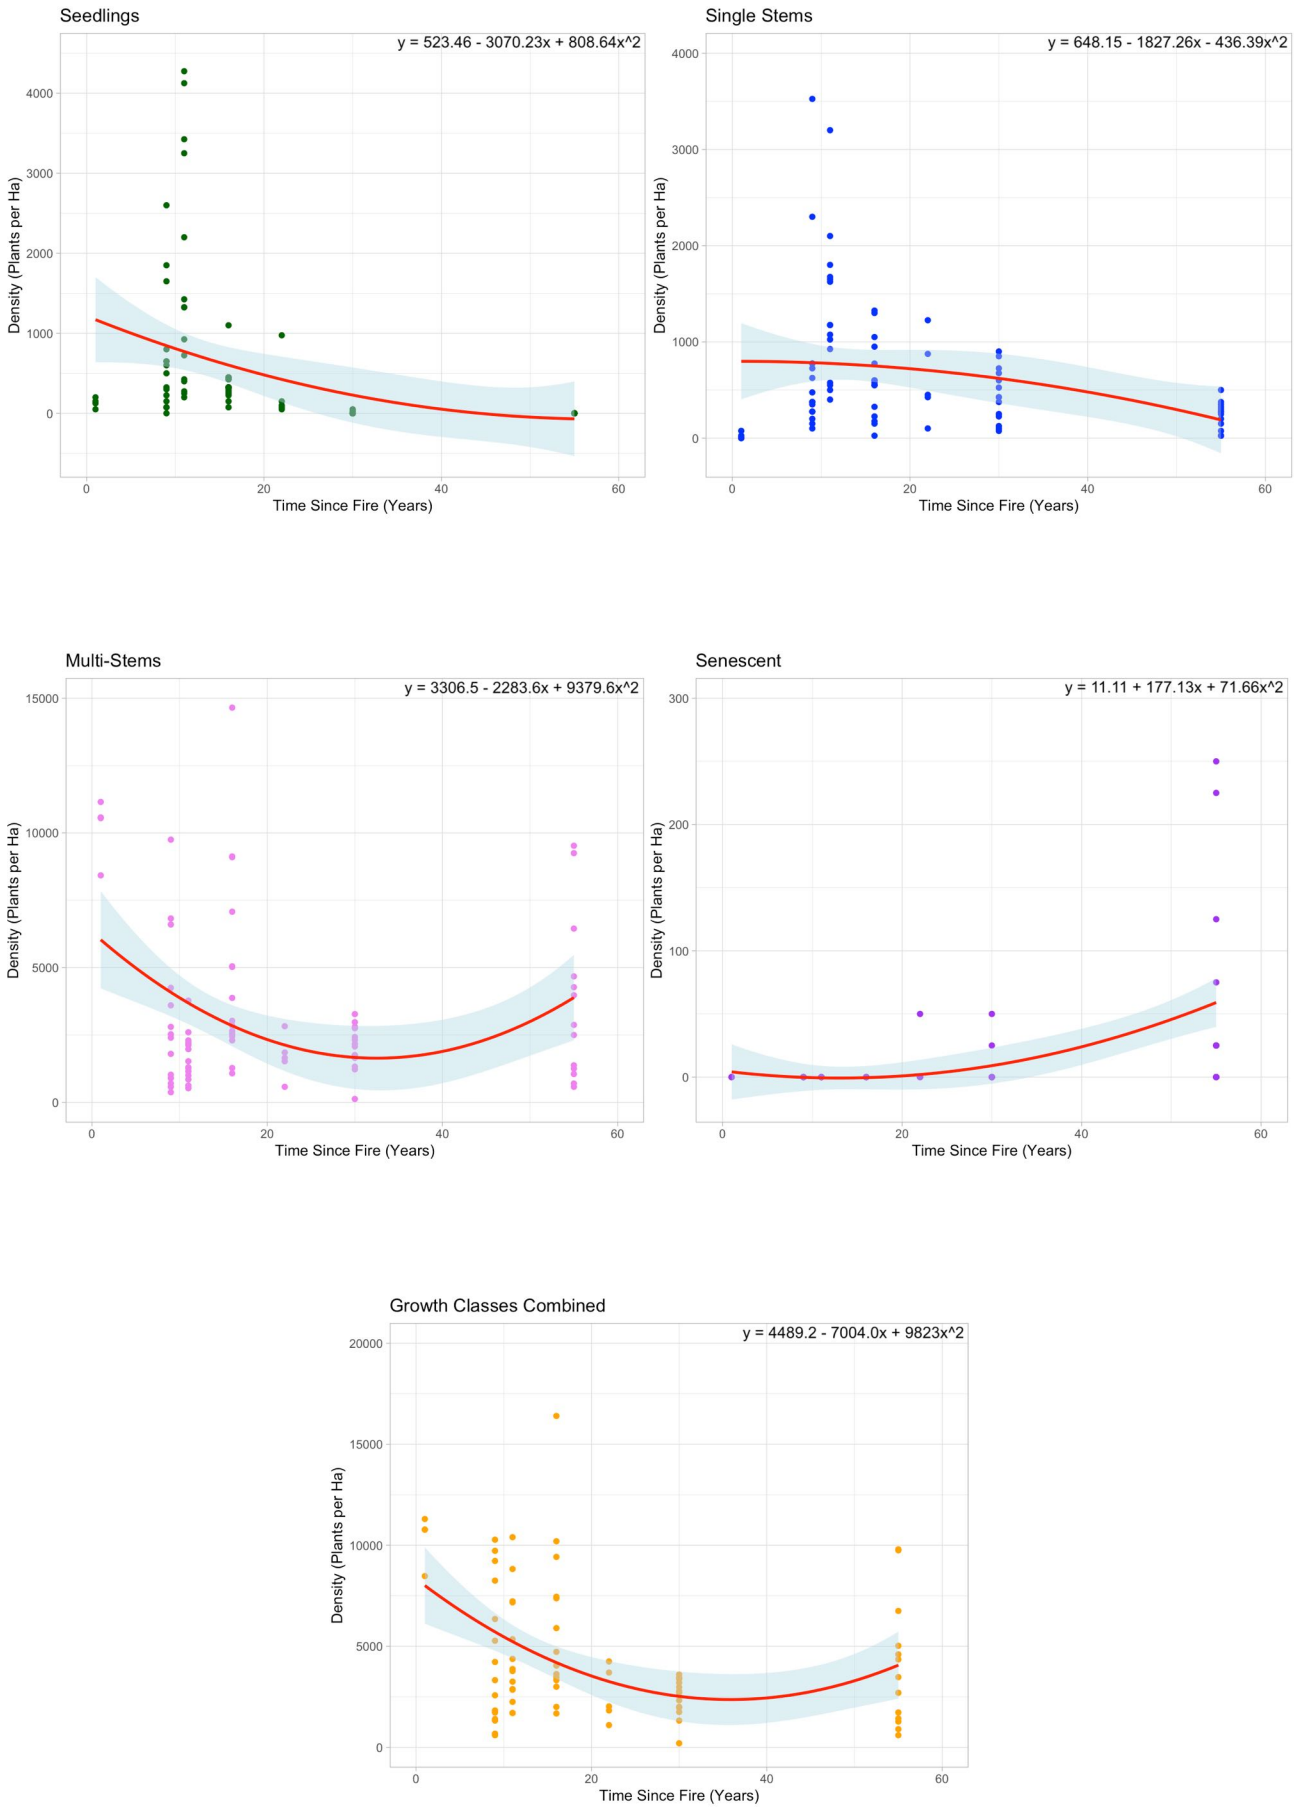 Seedlings
y = 523.46 - 3070.23x + 808.64x^2
Density (Plants per Ha)
4000
3000
2000
1000
0
0 20 40 60
Time Since Fire (Years)
Single Stems
y = 648.15 - 1827.26x - 436.39x^2
Density (Plants per Ha)
4000
3000
2000
1000
0
0 20 40 60
Time Since Fire (Years)
Multi-Stems
y = 3306.5 - 2283.6x + 9379.6x^2
Density (Plants per Ha)
15000
10000
5000
0
0 20 40 60
Time Since Fire (Years)
Senescent
y = 11.11 + 177.13x + 71.66x^2
Density (Plants per Ha)
300
200
100
0
0 20 40 60
Time Since Fire (Years)
Growth Classes Combined
y = 4489.2 - 7004.0x + 9823x^2
Density (Plants per Ha)
20000
15000
10000
5000
0
0 20 40 60
Time Since Fire (Years)